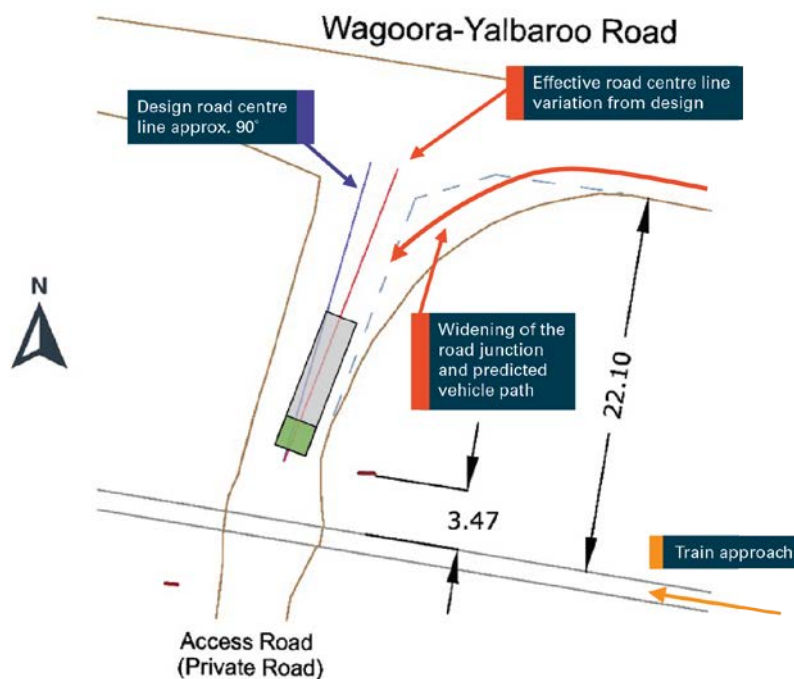 Wagoora-Yalbaroo Road
Design road centre
line approx. 90°
Effective road centre line
variation from design
N
Widening of the
road junction
and predicted
vehicle path
22.10
3.47
Train approach
Access Road
(Private Road)